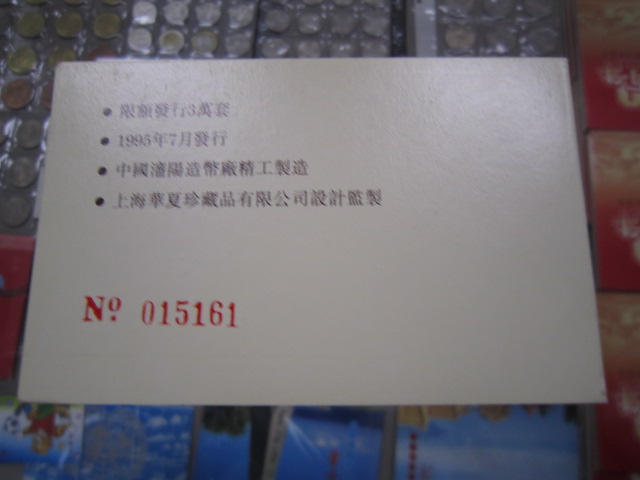 ● 限額發行3萬套
● 1995年7月發行
● 中國瀋陽造幣廠精工製造
● 上海華夏珍藏品有限公司設計監製
Nº 015161